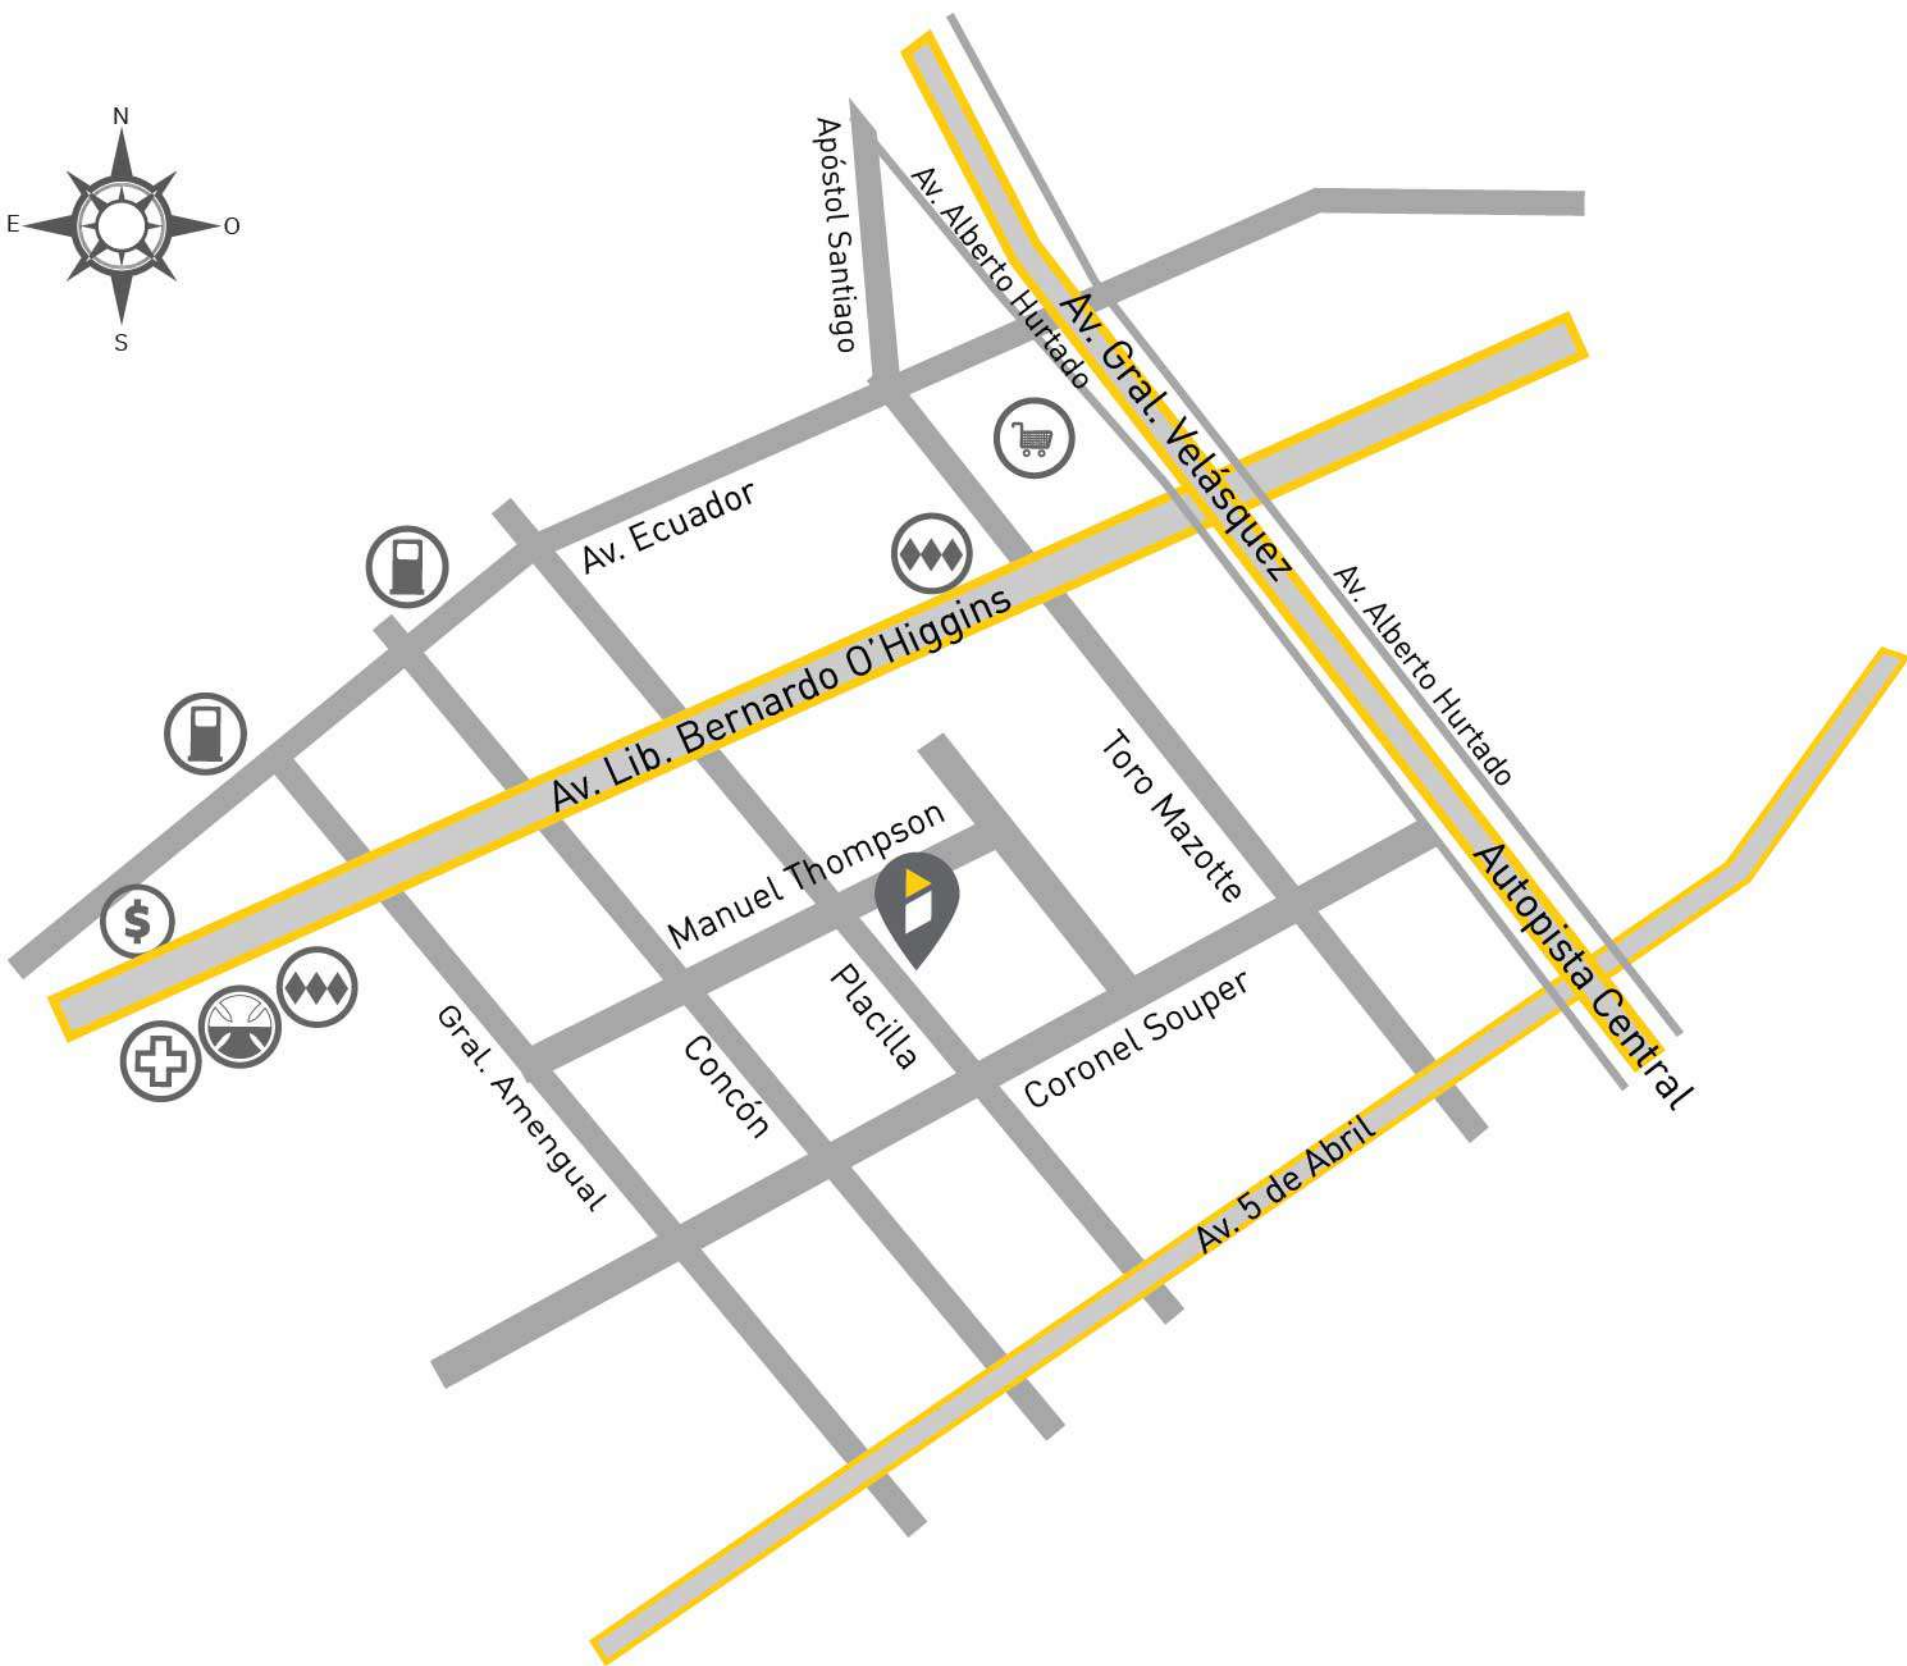 N
E
O
S
Apóstol Santiago
Av. Alberto Hurtado
Av. Gral. Velásquez
Av. Ecuador
Av. Lib. Bernardo O'Higgins
Av. Alberto Hurtado
Toro Mazotte
Manuel Thompson
Autopista Central
$
Placilla
Coronel Souper
Gral. Amengual
Concón
Av. 5 de Abril